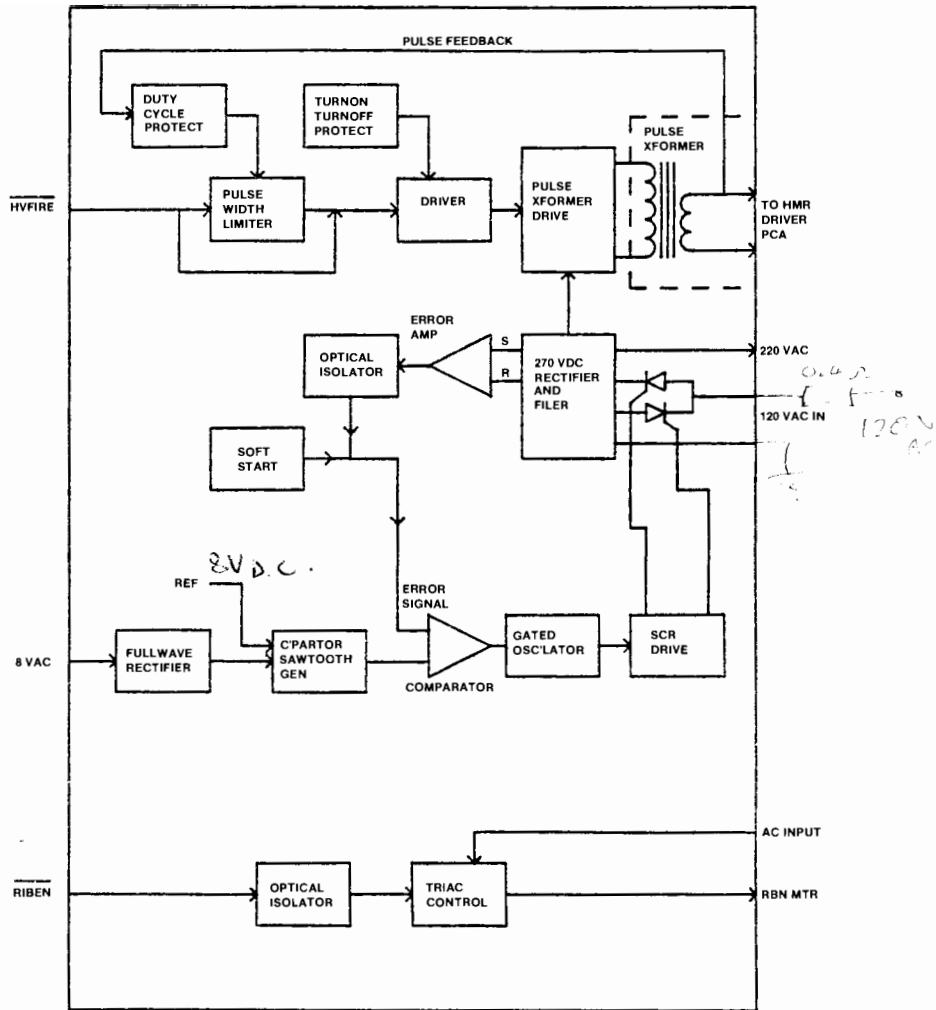 PULSE FEEDBACK
DUTY
CYCLE
PROTECT
TURNON
TURNOFF
PROTECT
PULSE
XFORMER
HVFIRE
PULSE
WIDTH
LIMITER
DRIVER
PULSE
XFORMER
DRIVE
TO HMR
DRIVER
PCA
ERROR
AMP
OPTICAL
ISOLATOR
S
R
270 VDC
RECTIFIER
AND
FILER
220 VAC
0.4 Ω
120 VAC IN
120 V
SOFT
START
8V D.C.
REF
ERROR
SIGNAL
8 VAC
FULLWAVE
RECTIFIER
C'PARTOR
SAWTOOTH
GEN
COMPARATOR
GATED
OSC'LATOR
SCR
DRIVE
AC INPUT
RIBEN
OPTICAL
ISOLATOR
TRIAC
CONTROL
RBN MTR